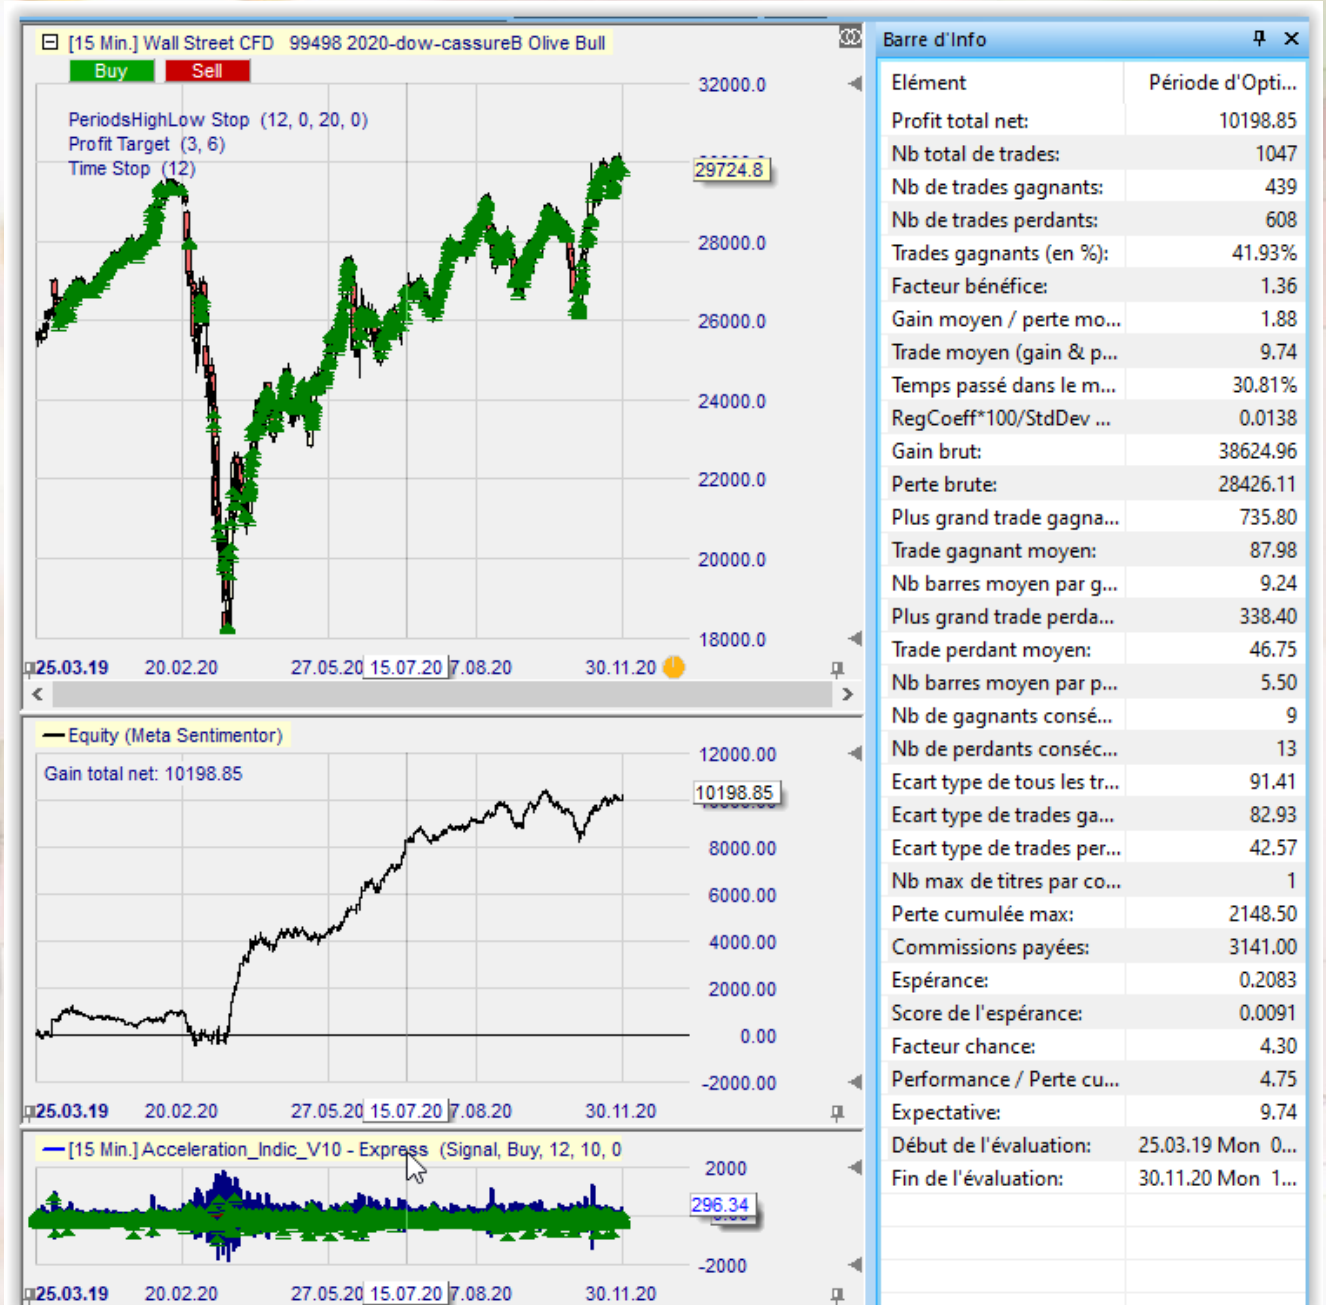 [15 Min.] Wall Street CFD 99498 2020-dow-cassureB Olive Bull
Buy Sell
PeriodsHighLow Stop (12, 0, 20, 0)
Profit Target (3, 6)
Time Stop (12)
32000.0
29724.8
28000.0
26000.0
24000.0
22000.0
20000.0
18000.0
25.03.19 20.02.20 27.05.20 15.07.20 7.08.20 30.11.20
Equity (Meta Sentimentor)
Gain total net: 10198.85
12000.00
10198.85
8000.00
6000.00
4000.00
2000.00
0.00
-2000.00
25.03.19 20.02.20 27.05.20 15.07.20 7.08.20 30.11.20
[15 Min.] Acceleration_Indic_V10 - Express (Signal, Buy, 12, 10, 0
2000
296.34
-2000
25.03.19 20.02.20 27.05.20 15.07.20 7.08.20 30.11.20
Barre d'Info
Elément Période d'Opti...
Profit total net: 10198.85
Nb total de trades: 1047
Nb de trades gagnants: 439
Nb de trades perdants: 608
Trades gagnants (en %): 41.93%
Facteur bénéfice: 1.36
Gain moyen / perte mo... 1.88
Trade moyen (gain & p... 9.74
Temps passé dans le m... 30.81%
RegCoeff*100/StdDev ... 0.0138
Gain brut: 38624.96
Perte brute: 28426.11
Plus grand trade gagna... 735.80
Trade gagnant moyen: 87.98
Nb barres moyen par g... 9.24
Plus grand trade perda... 338.40
Trade perdant moyen: 46.75
Nb barres moyen par p... 5.50
Nb de gagnants consé... 9
Nb de perdants conséc... 13
Ecart type de tous les tr... 91.41
Ecart type de trades ga... 82.93
Ecart type de trades per... 42.57
Nb max de titres par co... 1
Perte cumulée max: 2148.50
Commissions payées: 3141.00
Espérance: 0.2083
Score de l'espérance: 0.0091
Facteur chance: 4.30
Performance / Perte cu... 4.75
Expectative: 9.74
Début de l'évaluation: 25.03.19 Mon 0...
Fin de l'évaluation: 30.11.20 Mon 1...